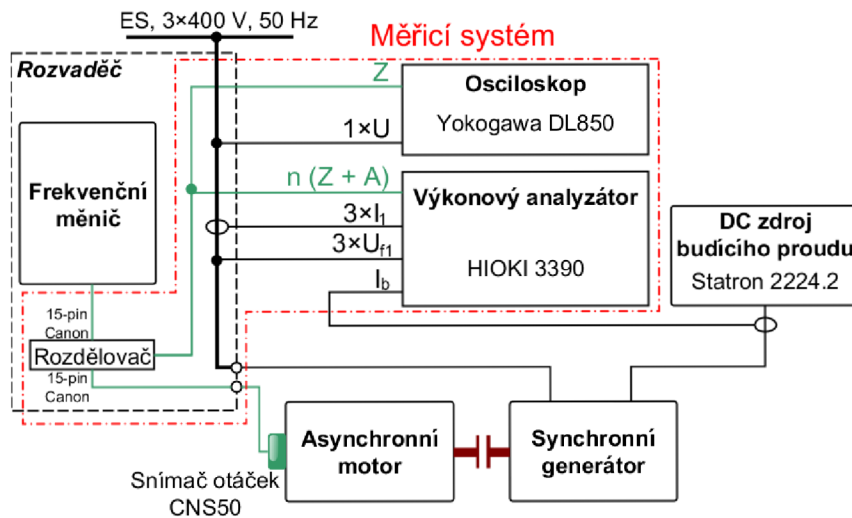 ES, 3×400 V, 50 Hz
Měřicí systém
Rozvaděč
Z
Osciloskop
Yokogawa DL850
1×U
Frekvenční
měnič
n (Z + A)
Výkonový analyzátor
3×I1
3×Uf1
HIOKI 3390
Ib
DC zdroj
budícího proudu
Statron 2224.2
15-pin
Canon
Rozdělovač
15-pin
Canon
Asynchronní
motor
Synchronní
generátor
Snímač otáček
CNS50